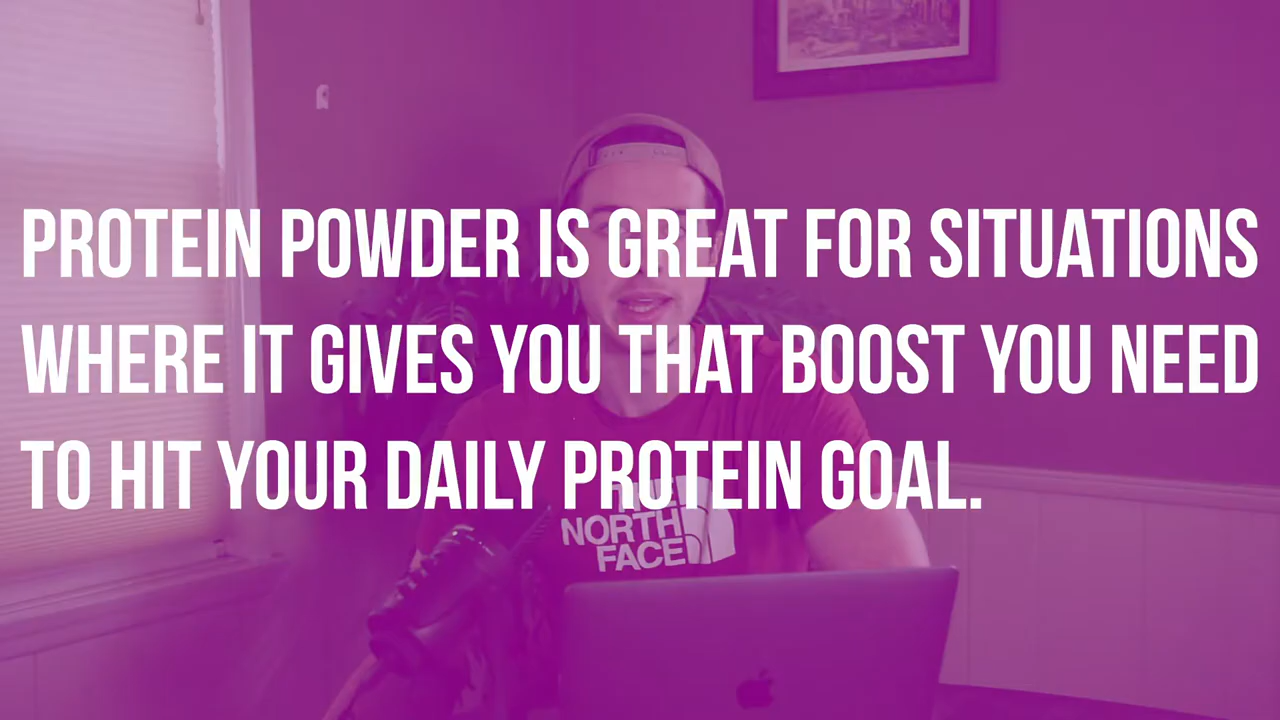 PROTEIN POWDER IS GREAT FOR SITUATIONS
WHERE IT GIVES YOU THAT BOOST YOU NEED
TO HIT YOUR DAILY PROTEIN GOAL.
THE
NORTH
FACE